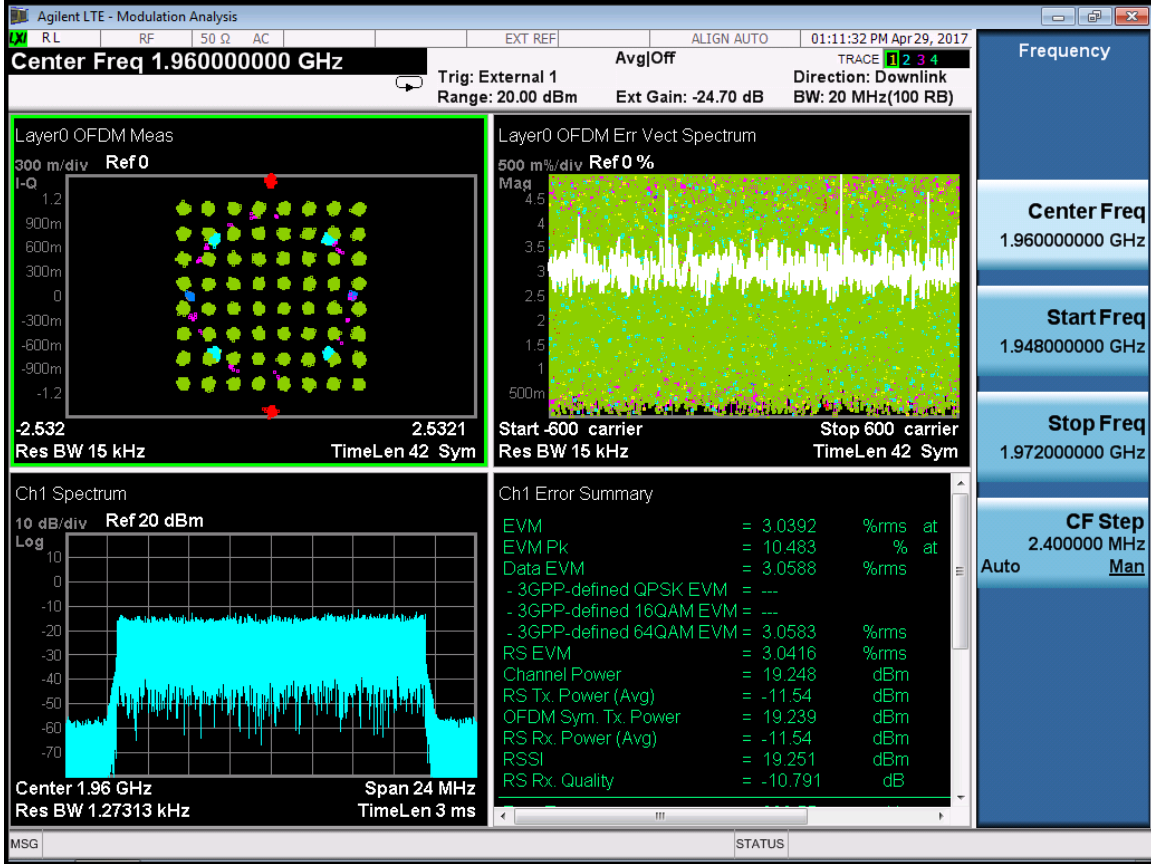 Agilent LTE - Modulation Analysis
LXI RL RF 50 Ω AC EXT REF ALIGN AUTO 01:11:32 PM Apr 29, 2017
Center Freq 1.960000000 GHz
Avg|Off
TRACE 1 2 3 4
Trig: External 1
Direction: Downlink
Range: 20.00 dBm Ext Gain: -24.70 dB BW: 20 MHz(100 RB)
Layer0 OFDM Meas
300 m/div Ref 0
I-Q
1.2
900m
600m
300m
0
-300m
-600m
-900m
-1.2
-2.532 2.5321
Res BW 15 kHz TimeLen 42 Sym
Layer0 OFDM Err Vect Spectrum
500 m%/div Ref 0 %
Mag
4.5
4
3.5
3
2.5
2
1.5
1
500m
Start -600 carrier Stop 600 carrier
Res BW 15 kHz TimeLen 42 Sym
Ch1 Spectrum
10 dB/div Ref 20 dBm
Log
10
0
-10
-20
-30
-40
-50
-60
-70
Center 1.96 GHz Span 24 MHz
Res BW 1.27313 kHz TimeLen 3 ms
Ch1 Error Summary
EVM = 3.0392 %rms at
EVM Pk = 10.483 % at
Data EVM = 3.0588 %rms
- 3GPP-defined QPSK EVM = ---
- 3GPP-defined 16QAM EVM = ---
- 3GPP-defined 64QAM EVM = 3.0583 %rms
RS EVM = 3.0416 %rms
Channel Power = 19.248 dBm
RS Tx. Power (Avg) = -11.54 dBm
OFDM Sym. Tx. Power = 19.239 dBm
RS Rx. Power (Avg) = -11.54 dBm
RSSI = 19.251 dBm
RS Rx. Quality = -10.791 dB
Frequency
Center Freq
1.960000000 GHz
Start Freq
1.948000000 GHz
Stop Freq
1.972000000 GHz
CF Step
2.400000 MHz
Auto Man
MSG STATUS